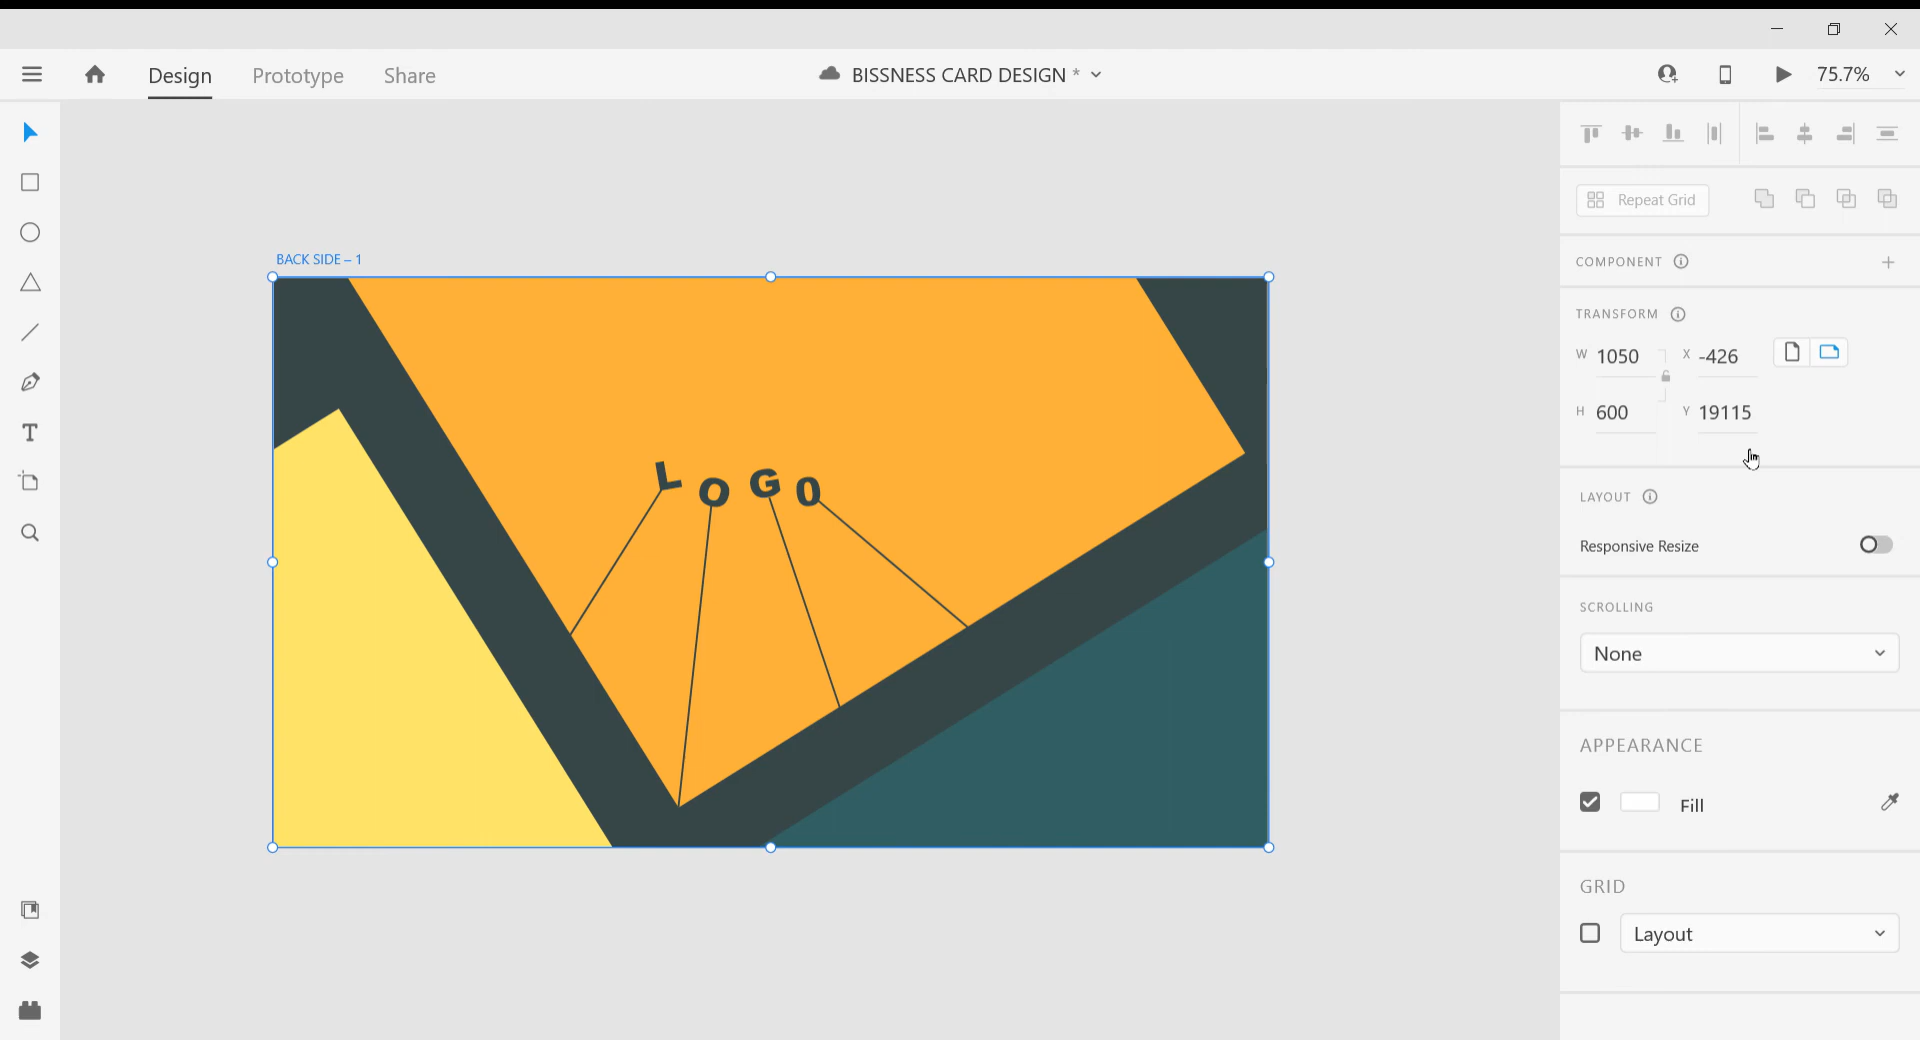 Design Prototype Share BISSNESS CARD DESIGN * 75.7%
Repeat Grid
COMPONENT
TRANSFORM
W 1050 X -426
H 600 Y 19115
LAYOUT
Responsive Resize
SCROLLING
None
APPEARANCE
Fill
GRID
Layout
BACK SIDE – 1
LOGO